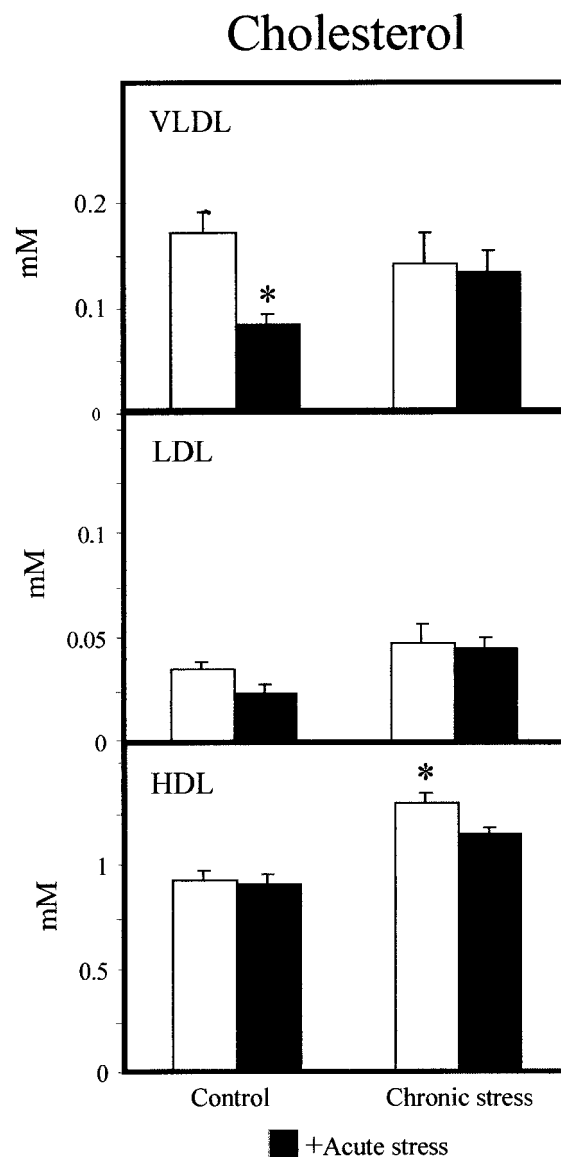 Cholesterol
VLDL
0.2
mM
0.1
*
0
LDL
0.1
mM
0.05
0
HDL
*
1
mM
0.5
0
Control Chronic stress
+Acute stress